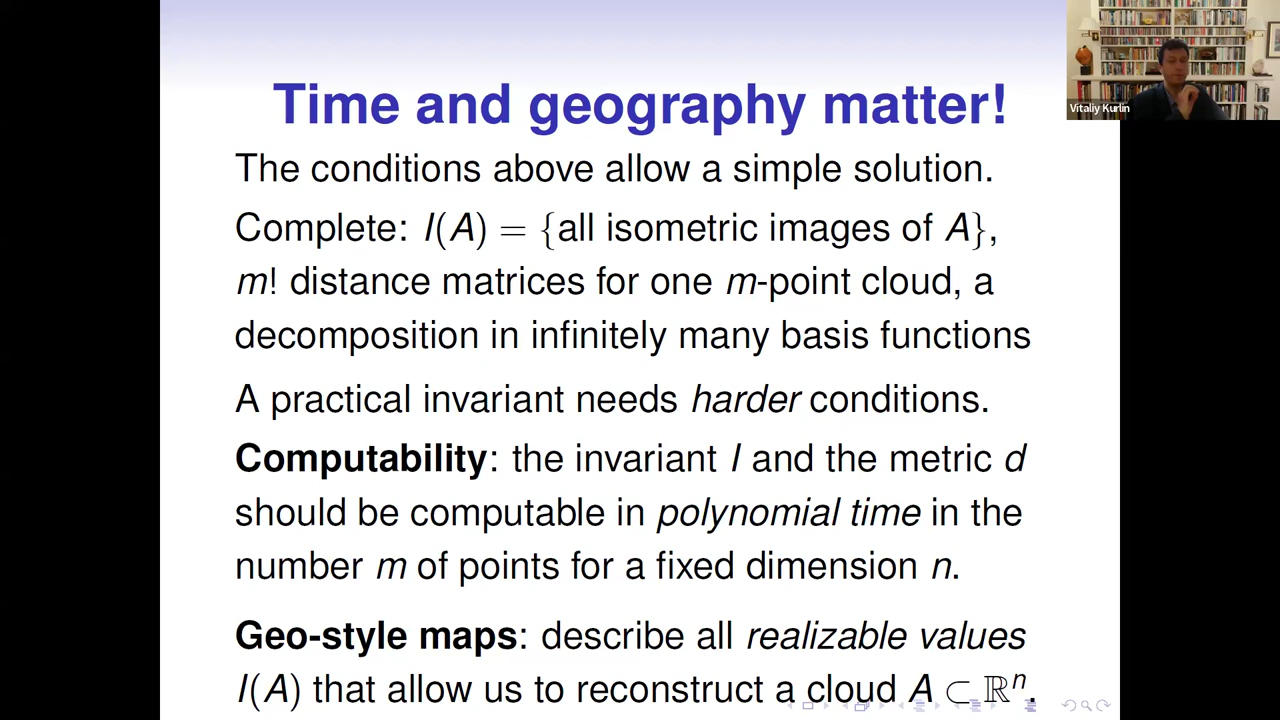 Time and geography matter!
The conditions above allow a simple solution.
Complete: I(A) = {all isometric images of A},
m! distance matrices for one m-point cloud, a
decomposition in infinitely many basis functions
A practical invariant needs harder conditions.
Computability: the invariant I and the metric d
should be computable in polynomial time in the
number m of points for a fixed dimension n.
Geo-style maps: describe all realizable values
I(A) that allow us to reconstruct a cloud A ⊂ ℝⁿ.
Vitaliy Kurlin